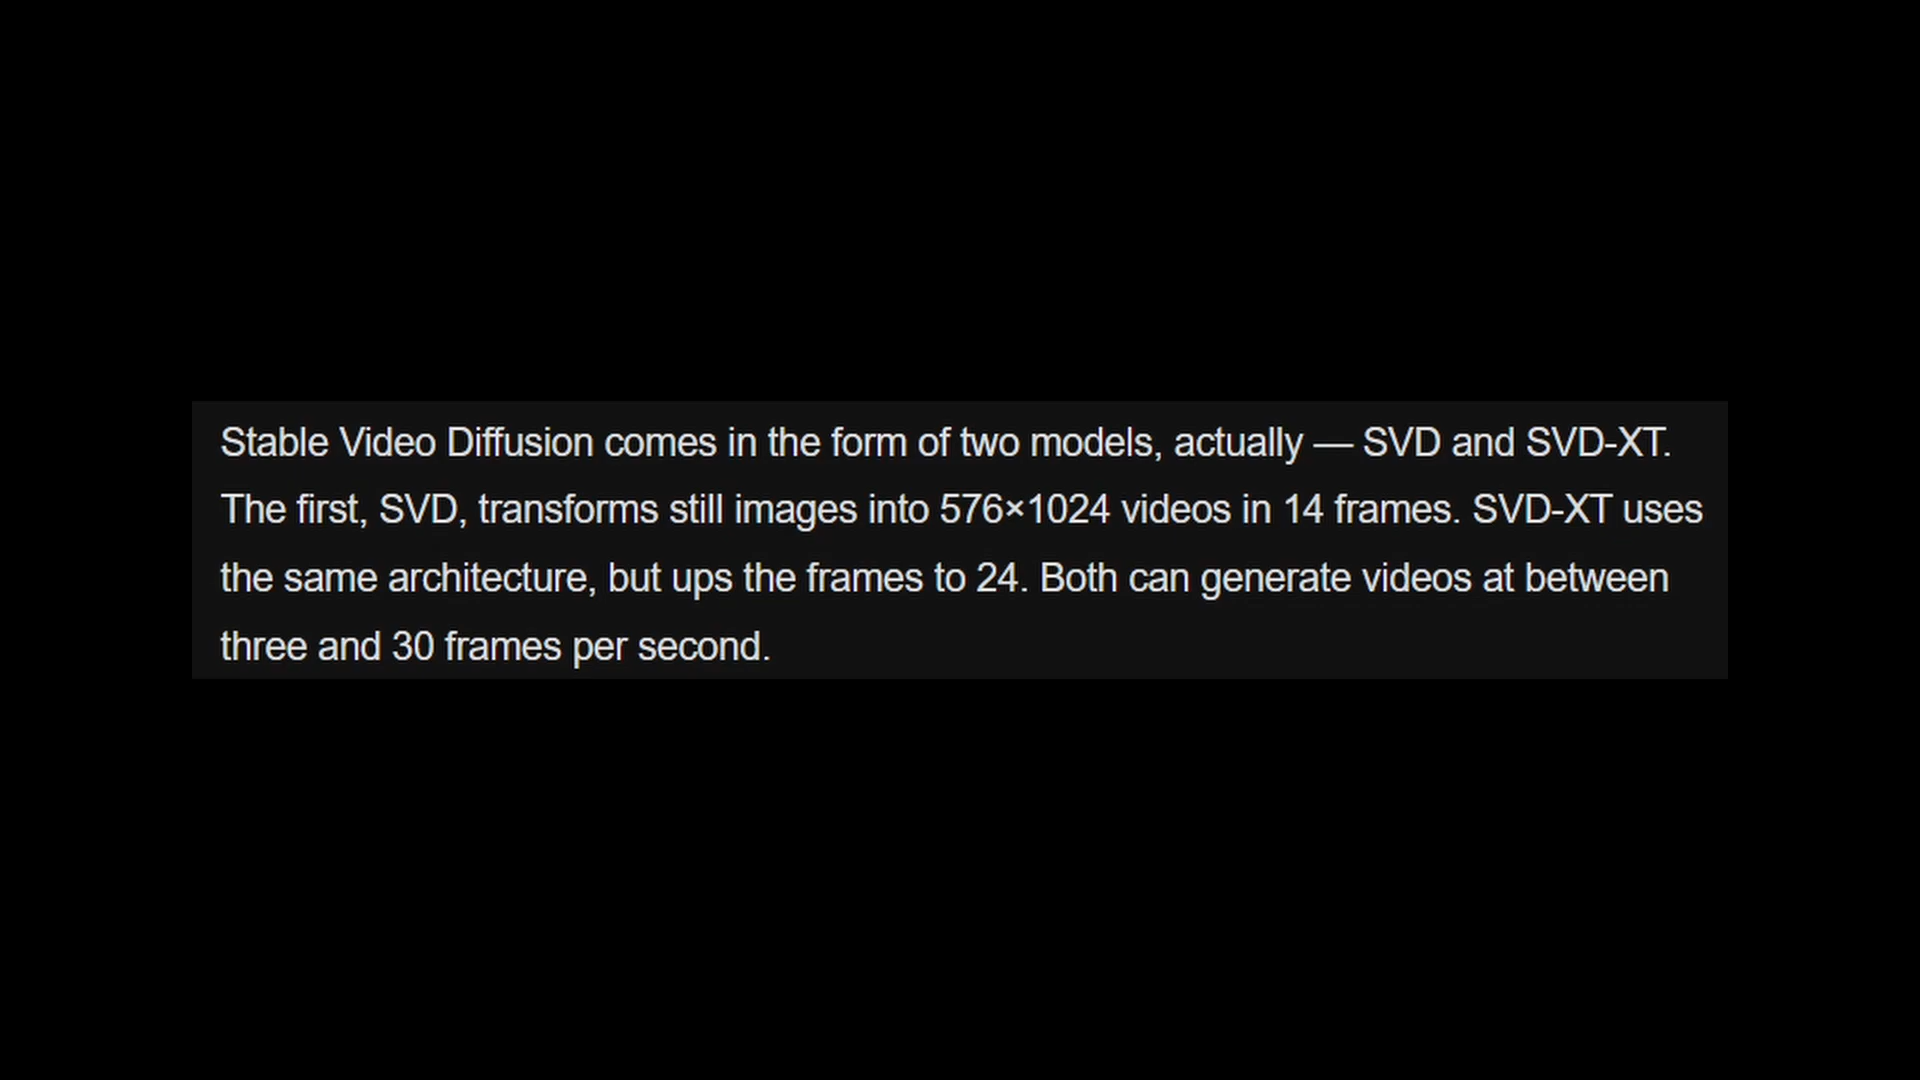 Stable Video Diffusion comes in the form of two models, actually — SVD and SVD-XT.
The first, SVD, transforms still images into 576×1024 videos in 14 frames. SVD-XT uses
the same architecture, but ups the frames to 24. Both can generate videos at between
three and 30 frames per second.